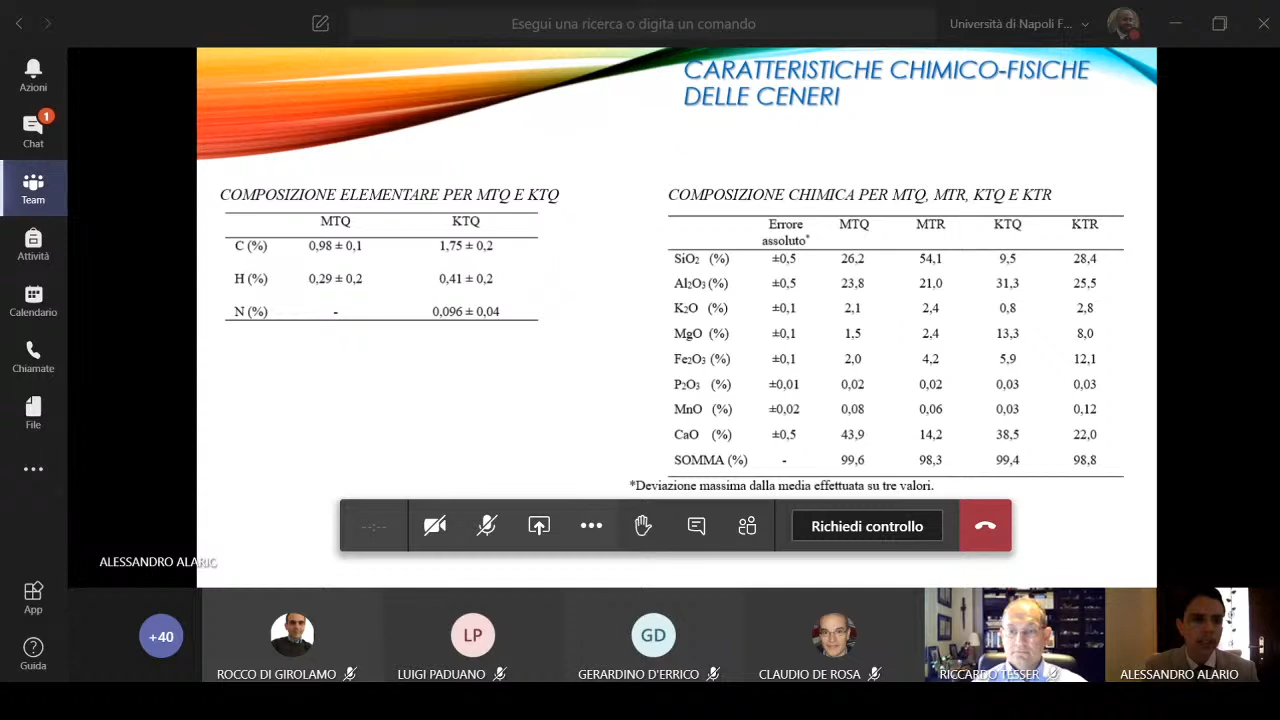 Esegui una ricerca o digita un comando
Università di Napoli F...
Azioni
1
Chat
Team
Attività
Calendario
Chiamate
File
App
Guida
CARATTERISTICHE CHIMICO-FISICHE
DELLE CENERI
COMPOSIZIONE ELEMENTARE PER MTQ E KTQ
MTQ KTQ
C (%) 0,98 ± 0,1 1,75 ± 0,2
H (%) 0,29 ± 0,2 0,41 ± 0,2
N (%) - 0,096 ± 0,04
COMPOSIZIONE CHIMICA PER MTQ, MTR, KTQ E KTR
Errore
assoluto* MTQ MTR KTQ KTR
SiO₂ (%) ±0,5 26,2 54,1 9,5 28,4
Al₂O₃ (%) ±0,5 23,8 21,0 31,3 25,5
K₂O (%) ±0,1 2,1 2,4 0,8 2,8
MgO (%) ±0,1 1,5 2,4 13,3 8,0
Fe₂O₃ (%) ±0,1 2,0 4,2 5,9 12,1
P₂O₃ (%) ±0,01 0,02 0,02 0,03 0,03
MnO (%) ±0,02 0,08 0,06 0,03 0,12
CaO (%) ±0,5 43,9 14,2 38,5 22,0
SOMMA (%) - 99,6 98,3 99,4 98,8
*Deviazione massima dalla media effettuata su tre valori.
--:--
Richiedi controllo
ALESSANDRO ALARIC
+40
LP
GD
ROCCO DI GIROLAMO
LUIGI PADUANO
GERARDINO D'ERRICO
CLAUDIO DE ROSA
RICCARDO TESSER
ALESSANDRO ALARIO